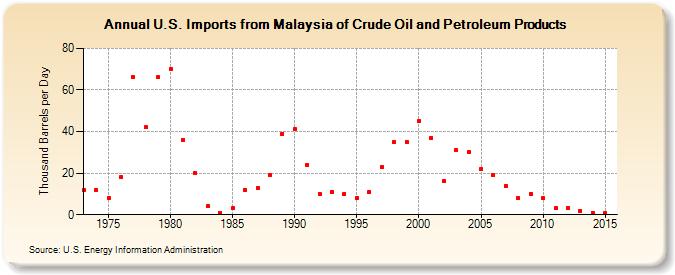 Annual U.S. Imports from Malaysia of Crude Oil and Petroleum Products
Thousand Barrels per Day
80
60
40
20
0
1975 1980 1985 1990 1995 2000 2005 2010 2015
Source: U.S. Energy Information Administration